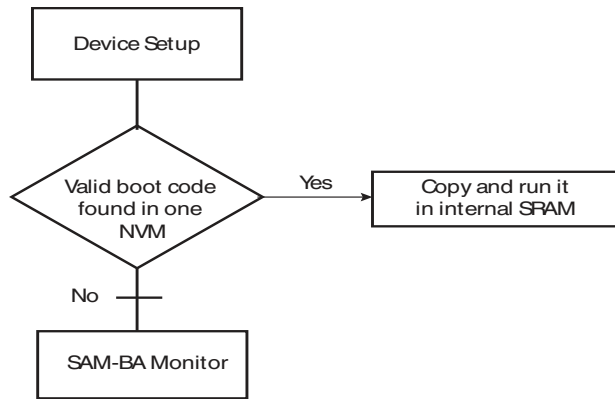 Device Setup
Valid boot code
found in one
NVM
Yes
Copy and run it
in internal SRAM
No
SAM-BA Monitor